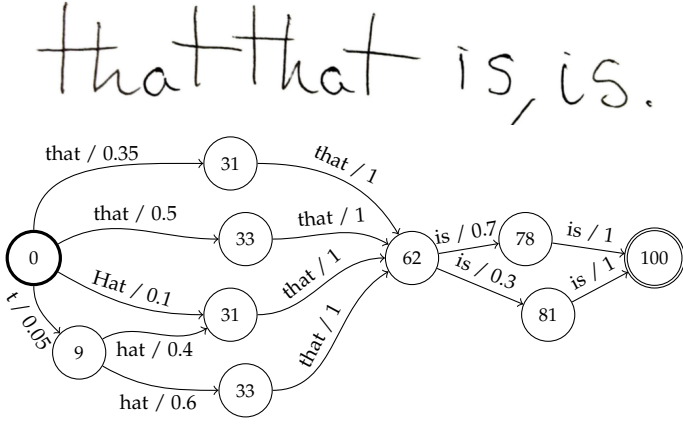 that that is, is.
that / 0.35
31
that / 1
that / 0.5
33
that / 1
is / 0.7
78
is / 1
0
Hat / 0.1
31
that / 1
62
is / 0.3
81
is / 1
100
t / 0.05
9
hat / 0.4
hat / 0.6
33
that / 1